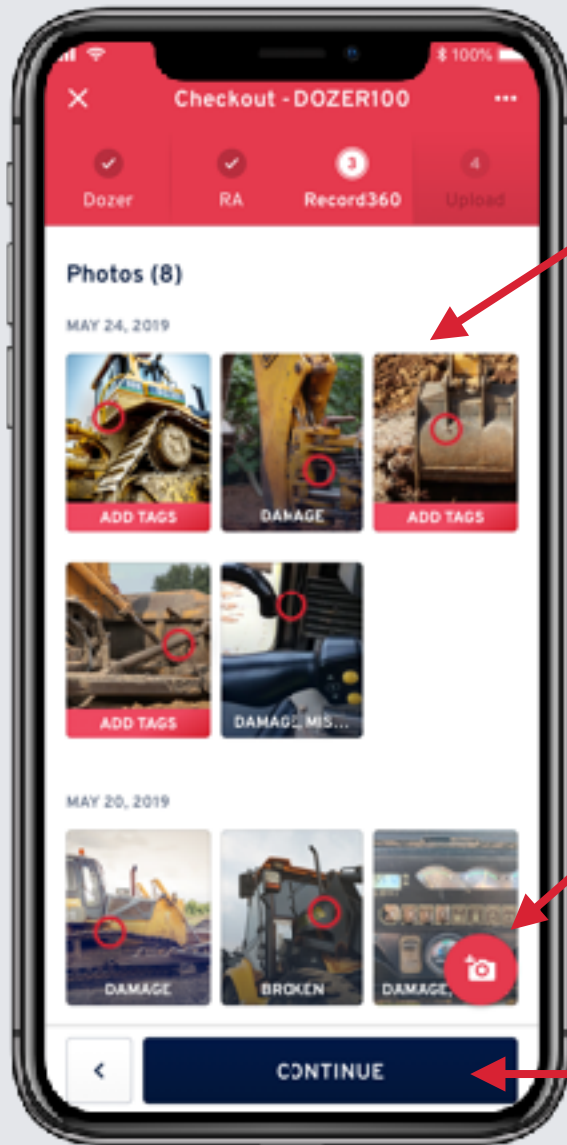 100%
Checkout - DOZER100
3 4
Dozer RA Record360 Upload
Photos (8)
MAY 24, 2019
ADD TAGS DAMAGE ADD TAGS
ADD TAGS DAMAGE, MIS...
MAY 20, 2019
DAMAGE BROKEN DAMAGE,
CONTINUE